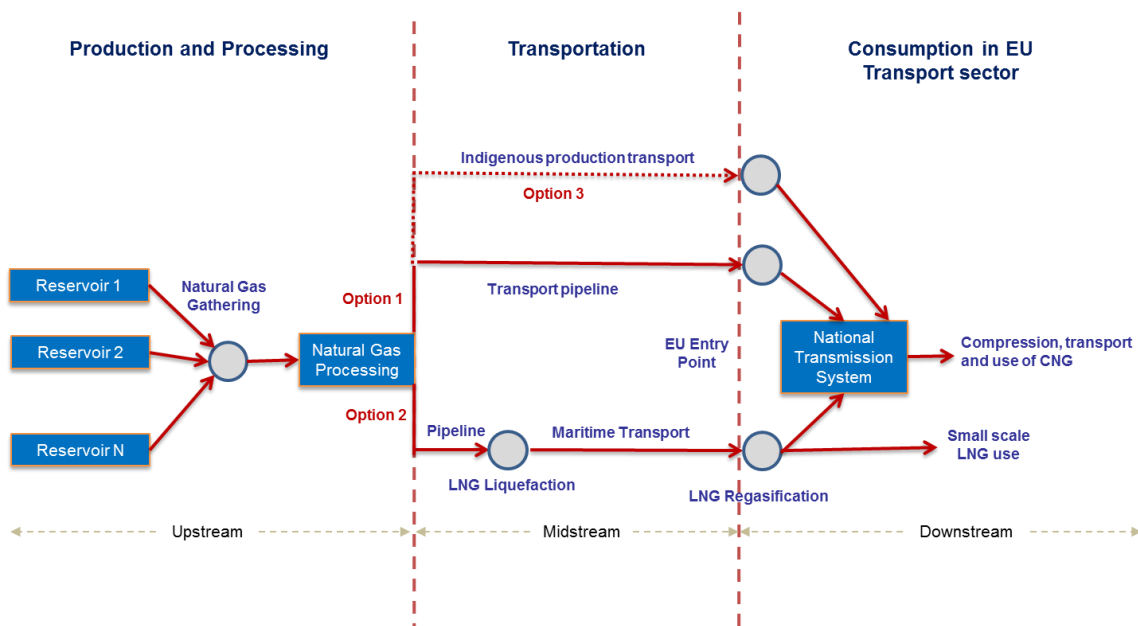 Production and Processing
Transportation
Consumption in EU
Transport sector
Indigenous production transport
Option 3
Reservoir 1
Natural Gas
Gathering
Option 1
Transport pipeline
Reservoir 2
Natural Gas
Processing
EU Entry
Point
National
Transmission
System
Compression, transport
and use of CNG
Option 2
Reservoir N
Pipeline
Maritime Transport
Small scale
LNG use
LNG Liquefaction
LNG Regasification
Upstream
Midstream
Downstream